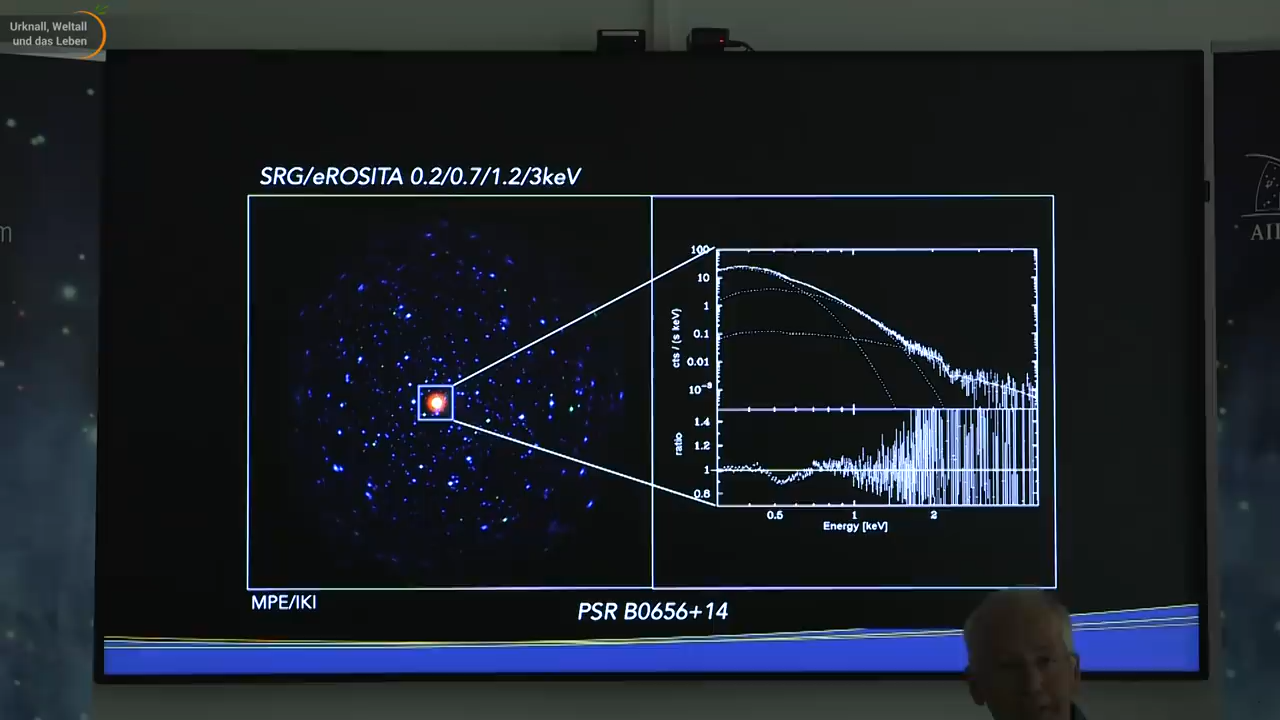 Urknall, Weltall
und das Leben
SRG/eROSITA 0.2/0.7/1.2/3keV
100
10
1
0.1
0.01
cts / (s keV)
1.4
1.2
1
0.8
ratio
0.5
1
2
Energy [keV]
MPE/IKI
PSR B0656+14
m